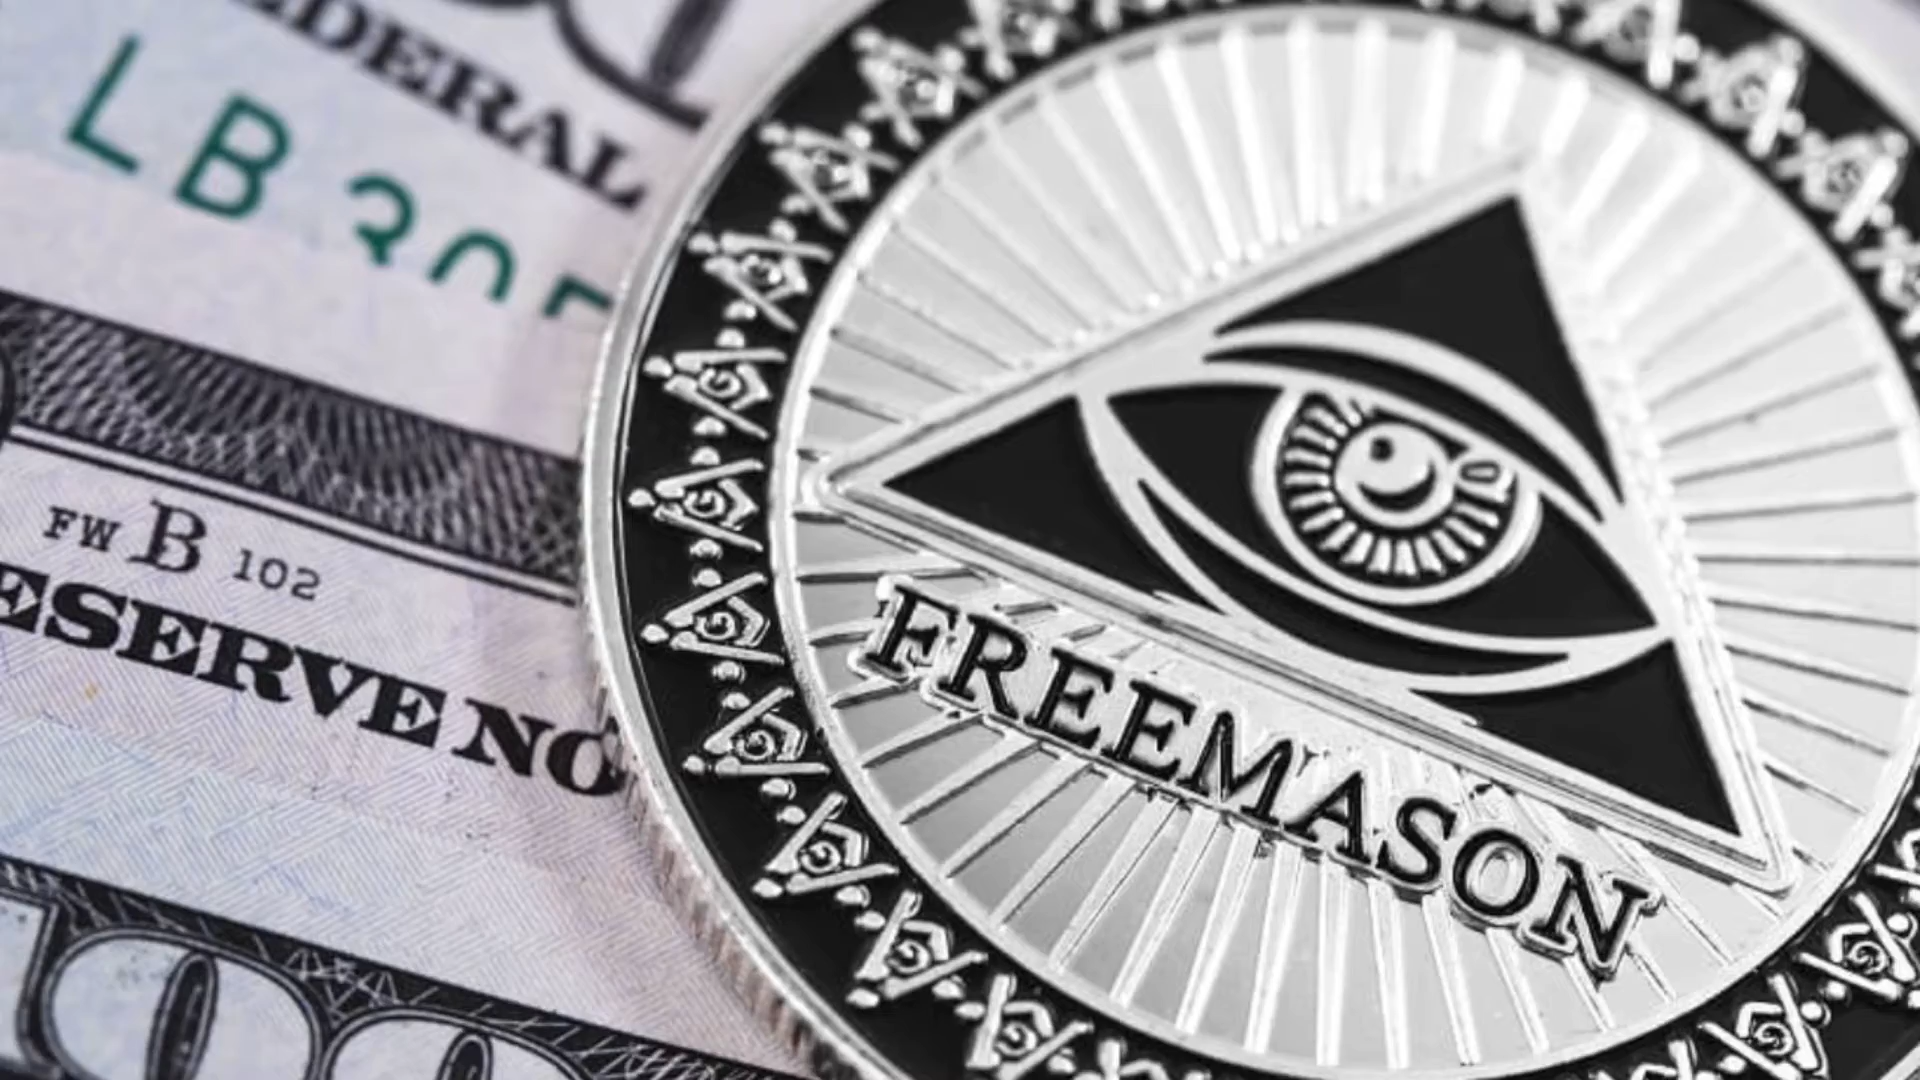 FEDERAL
LB
FW B 102
RESERVE NO
FREEMASON